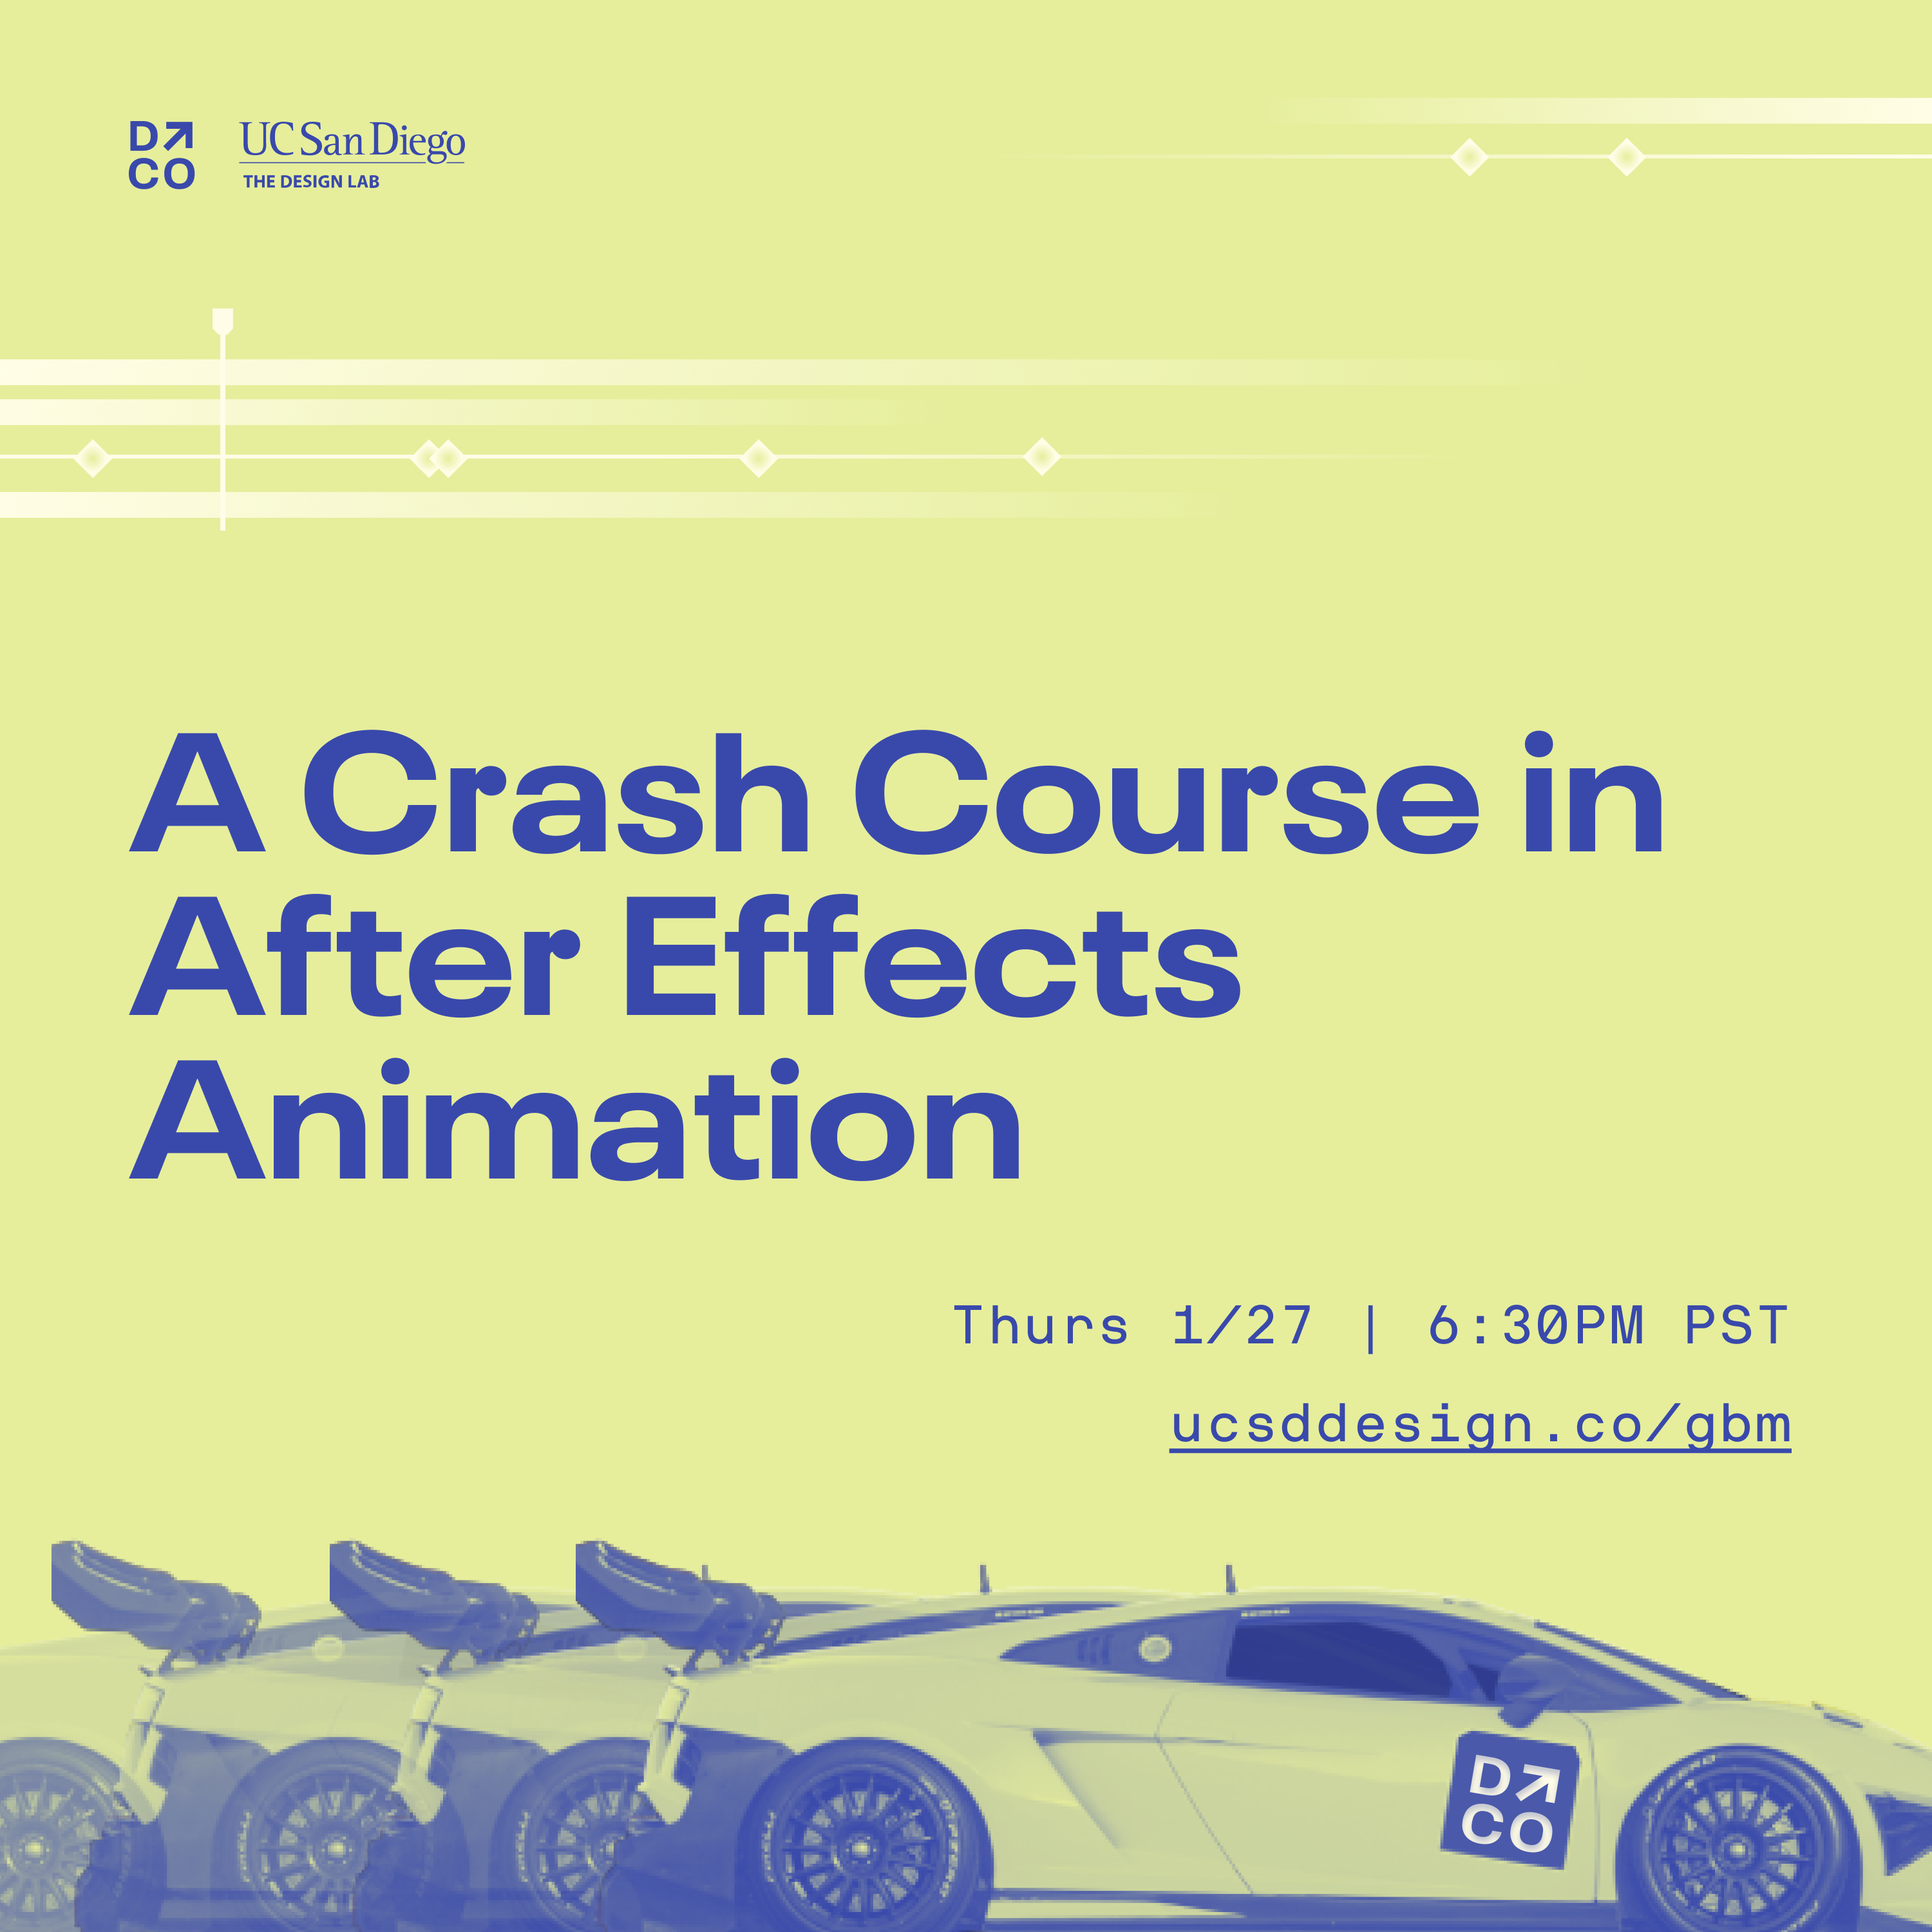 D↗
CO
UC San Diego
THE DESIGN LAB
A Crash Course in
After Effects
Animation
Thurs 1/27 | 6:30PM PST
ucsddesign.co/gbm
D↗
CO